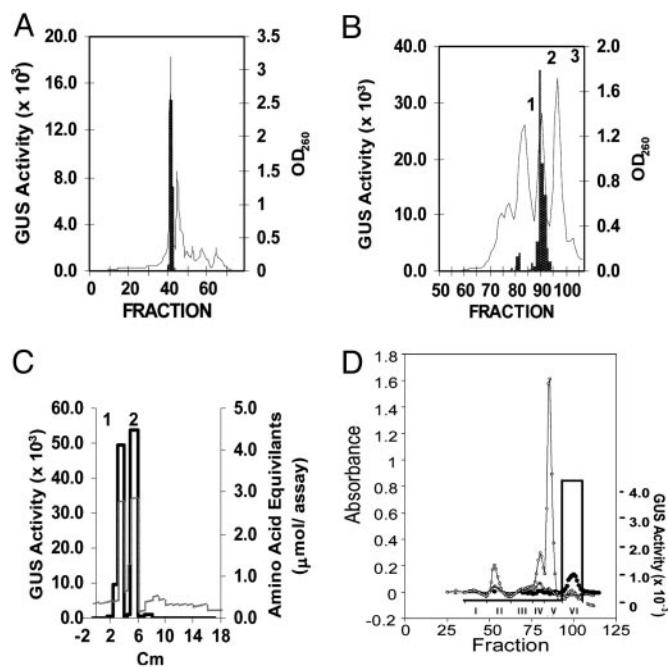 A
GUS Activity (x 10³)
20.0
16.0
12.0
8.0
4.0
0.0
3.5
3
2.5
2
1.5
1
0.5
0
OD260
0 20 40 60
FRACTION
B
GUS Activity (x 10³)
40.0
30.0
20.0
10.0
0.0
1 2 3
2.0
1.6
1.2
0.8
0.4
0.0
OD260
50 55 70 75 80 85 90 95 100
FRACTION
C
GUS Activity (x 10³)
60.0
50.0
40.0
30.0
20.0
10.0
0.0
1 2
5.0
4.0
3.0
2.0
1.0
0.0
Amino Acid Equivilants
(µmol/ assay)
-2 0 6 12 18
Cm
D
Absorbance
1.8
1.6
1.4
1.2
1
0.8
0.6
0.4
0.2
0
-0.2
4.0
3.0
2.0
1.0
0
GUS Activity (x 10⁻³)
II III IV V VI
0 25 50 75 100 125
Fraction